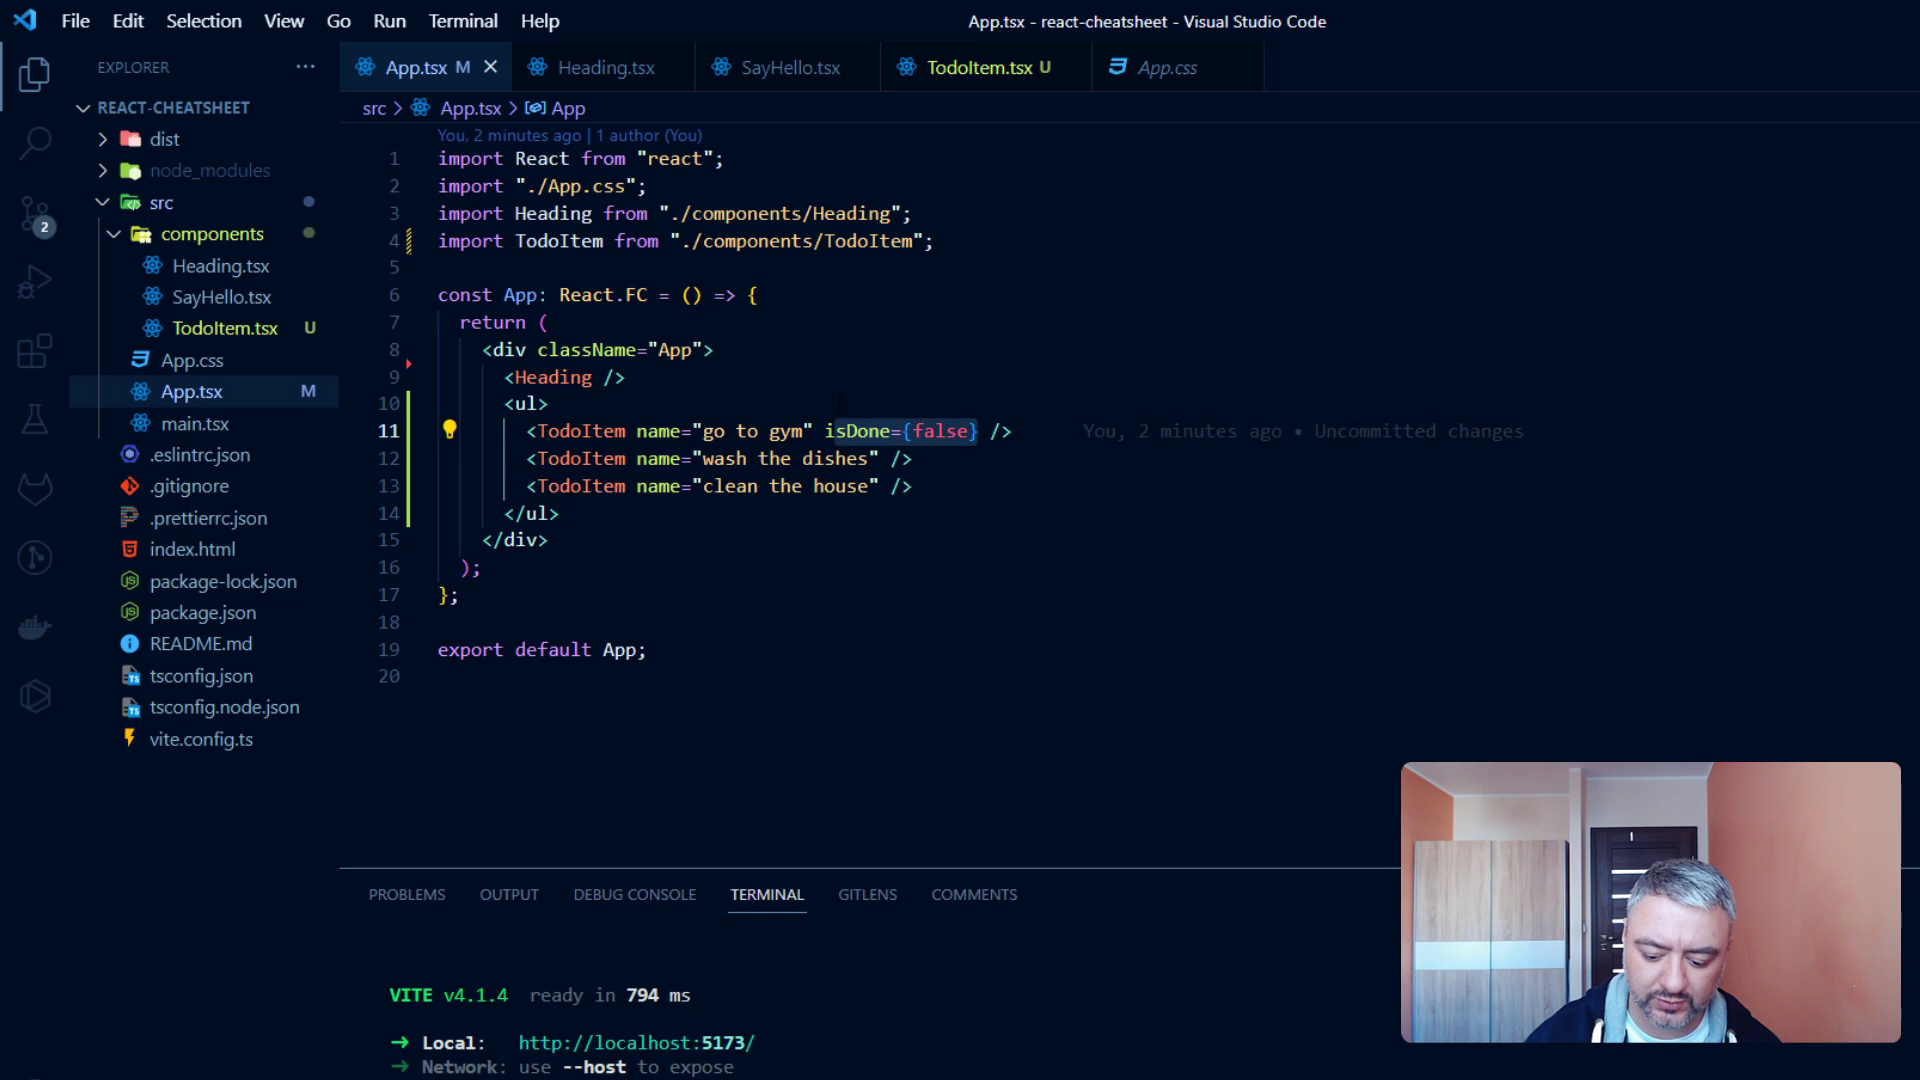 File Edit Selection View Go Run Terminal Help
App.tsx - react-cheatsheet - Visual Studio Code
EXPLORER ...
App.tsx M
Heading.tsx
SayHello.tsx
TodoItem.tsx U
App.css
REACT-CHEATSHEET
dist
node_modules
src
components
Heading.tsx
SayHello.tsx
TodoItem.tsx U
App.css
App.tsx M
main.tsx
.eslintrc.json
.gitignore
.prettierrc.json
index.html
package-lock.json
package.json
README.md
tsconfig.json
tsconfig.node.json
vite.config.ts
2
src > App.tsx > App
You, 2 minutes ago | 1 author (You)
1 import React from "react";
2 import "./App.css";
3 import Heading from "./components/Heading";
4 import TodoItem from "./components/TodoItem";
5
6 const App: React.FC = () => {
7 return (
8 <div className="App">
9 <Heading />
10 <ul>
11 <TodoItem name="go to gym" isDone={false} /> You, 2 minutes ago • Uncommitted changes
12 <TodoItem name="wash the dishes" />
13 <TodoItem name="clean the house" />
14 </ul>
15 </div>
16 );
17 };
18
19 export default App;
20
PROBLEMS OUTPUT DEBUG CONSOLE TERMINAL GITLENS COMMENTS
VITE v4.1.4 ready in 794 ms
➜ Local: http://localhost:5173/
➜ Network: use --host to expose